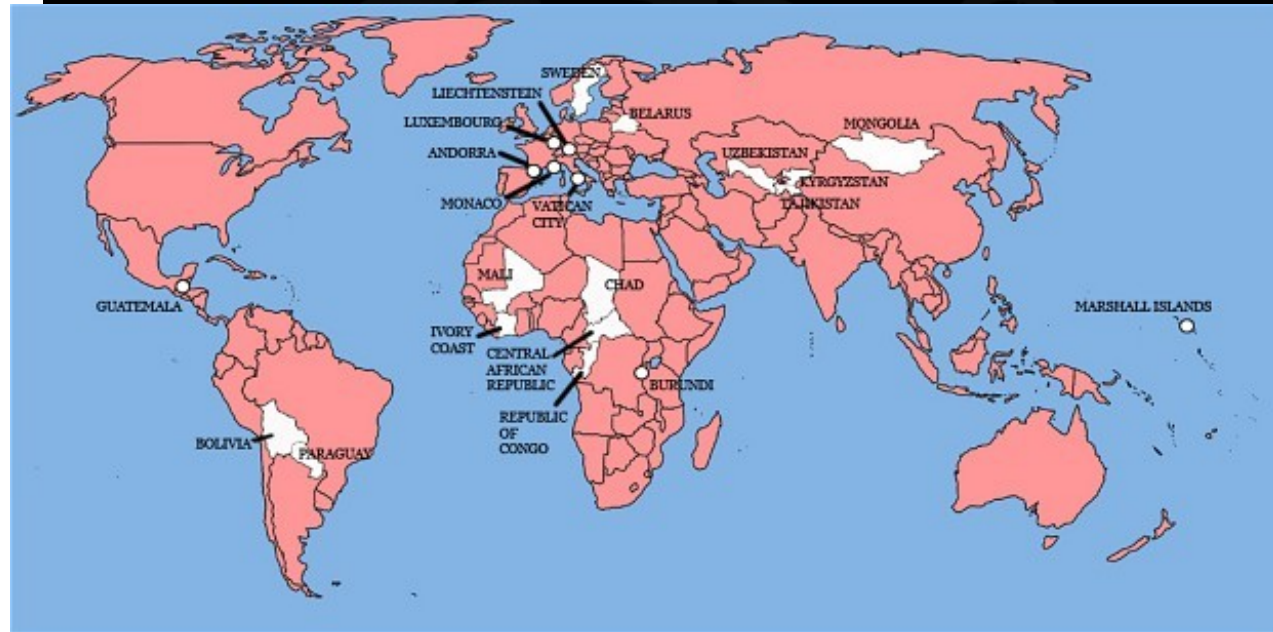 SWEDEN
LIECHTENSTEIN
LUXEMBOURG
BELARUS
MONGOLIA
ANDORRA
UZBEKISTAN
KYRGYZSTAN
MONACO
VATICAN
CITY
TAJIKISTAN
MALI
CHAD
GUATEMALA
MARSHALL ISLANDS
IVORY
COAST
CENTRAL
AFRICAN
REPUBLIC
BURUNDI
REPUBLIC
OF
CONGO
BOLIVIA
PARAGUAY